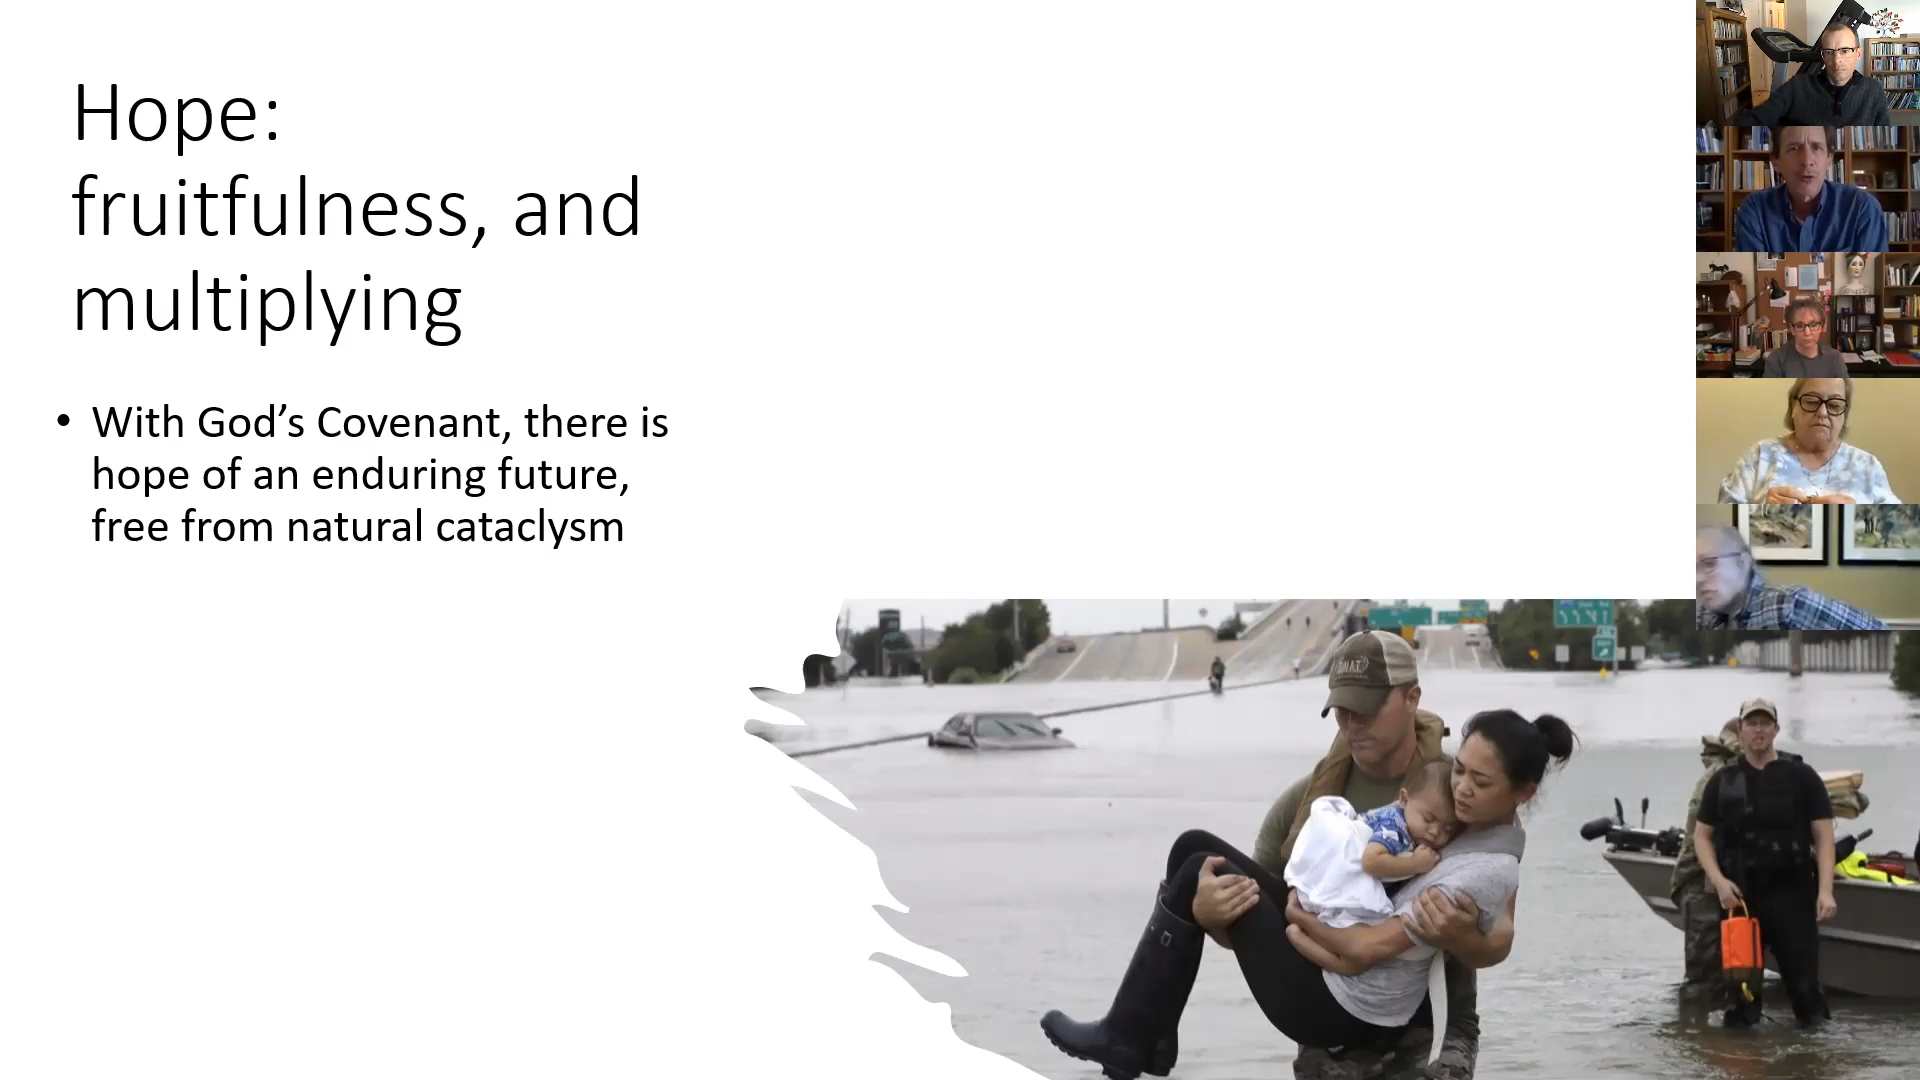 Hope:
fruitfulness, and
multiplying
• With God’s Covenant, there is
hope of an enduring future,
free from natural cataclysm